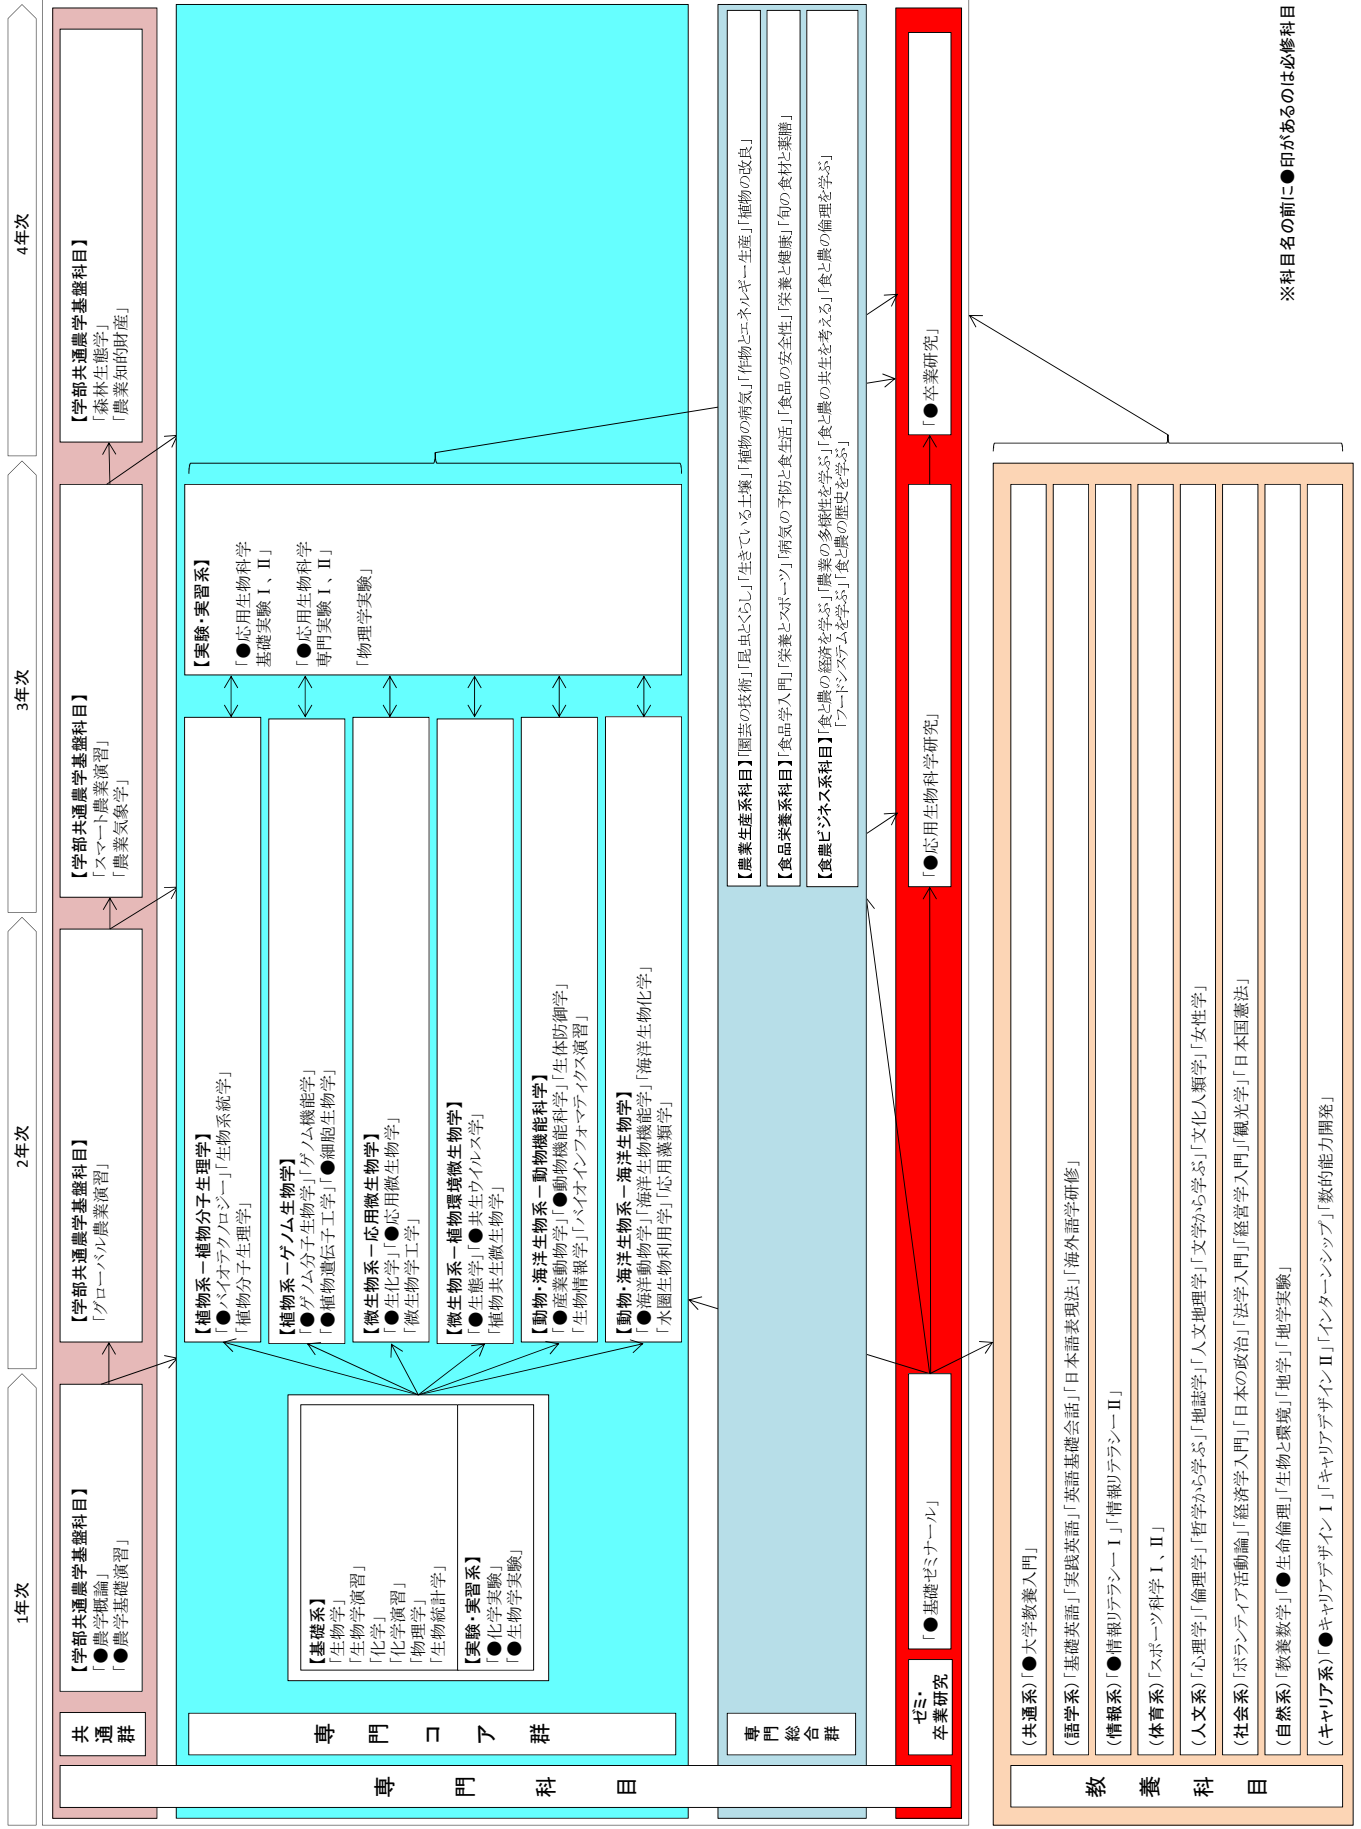 1年次
2年次
3年次
4年次
専門科目
共通群
【学部共通農学基盤科目】
「●農学概論」
「●農学基礎演習」
【学部共通農学基盤科目】
「グローバル農業演習」
【学部共通農学基盤科目】
「スマート農業演習」
「農業気象学」
【学部共通農学基盤科目】
「森林生態学」
「農業知的財産」
専門コア群
【基礎系】
「生物学」
「生物学演習」
「化学」
「化学演習」
「物理学」
「生物統計学」
【実験・実習系】
「●化学実験」
「●生物学実験」
【植物系ー植物分子生理学】
「●バイオテクノロジー」「生物系統学」
「植物分子生理学」
【植物系ーゲノム生物学】
「●ゲノム分子生物学」「ゲノム機能学」
「●植物遺伝子工学」「●細胞生物学」
【微生物系ー応用微生物学】
「●生化学」「●応用微生物学」
「微生物学工学」
【微生物系ー植物環境微生物学】
「●生態学」「●共生ウイルス学」
「植物共生微生物学」
【動物・海洋生物系ー動物機能科学】
「●産業動物学」「●動物機能科学」「生体防御学」
「生物情報学」「バイオインフォマティクス演習」
【動物・海洋生物系ー海洋生物学】
「●海洋動物学」「海洋生物機能学」「海洋生物化学」
「水圏生物利用学」「応用藻類学」
【実験・実習系】
「●応用生物科学
基礎実験Ⅰ、Ⅱ」
「●応用生物科学
専門実験Ⅰ、Ⅱ」
「物理学実験」
専門総合群
【農業生産系科目】「園芸の技術」「昆虫とくらし」「生きている土壌」「植物の病気」「作物とエネルギー生産」「植物の改良」
【食品栄養系科目】「食品学入門」「栄養とスポーツ」「病気の予防と食生活」「食品の安全性」「栄養と健康」「旬の食材と薬膳」
【食農ビジネス系科目】「食と農の経済を学ぶ」「農業の多様性を学ぶ」「食と農の共生を考える」「食と農の倫理を学ぶ」
「フードシステムを学ぶ」「食と農の歴史を学ぶ」
ゼミ・
卒業研究
「●基礎ゼミナール」
「●応用生物科学研究」
「●卒業研究」
教養科目
（共通系）「●大学教養入門」
（語学系）「基礎英語」「実践英語」「英語基礎会話」「日本語表現法」「海外語学研修」
（情報系）「●情報リテラシーⅠ」「情報リテラシーⅡ」
（体育系）「スポーツ科学Ⅰ、Ⅱ」
（人文系）「心理学」「倫理学」「哲学から学ぶ」「地誌学」「人文地理学」「文学から学ぶ」「文化人類学」「女性学」
（社会系）「ボランティア活動論」「経済学入門」「日本の政治」「法学入門」「経営学入門」「観光学」「日本国憲法」
（自然系）「教養数学」「●生命倫理」「生物と環境」「地学」「地学実験」
（キャリア系）「●キャリアデザインⅠ」「キャリアデザインⅡ」「インターンシップ」「数的能力開発」
※科目名の前に●印があるのは必修科目